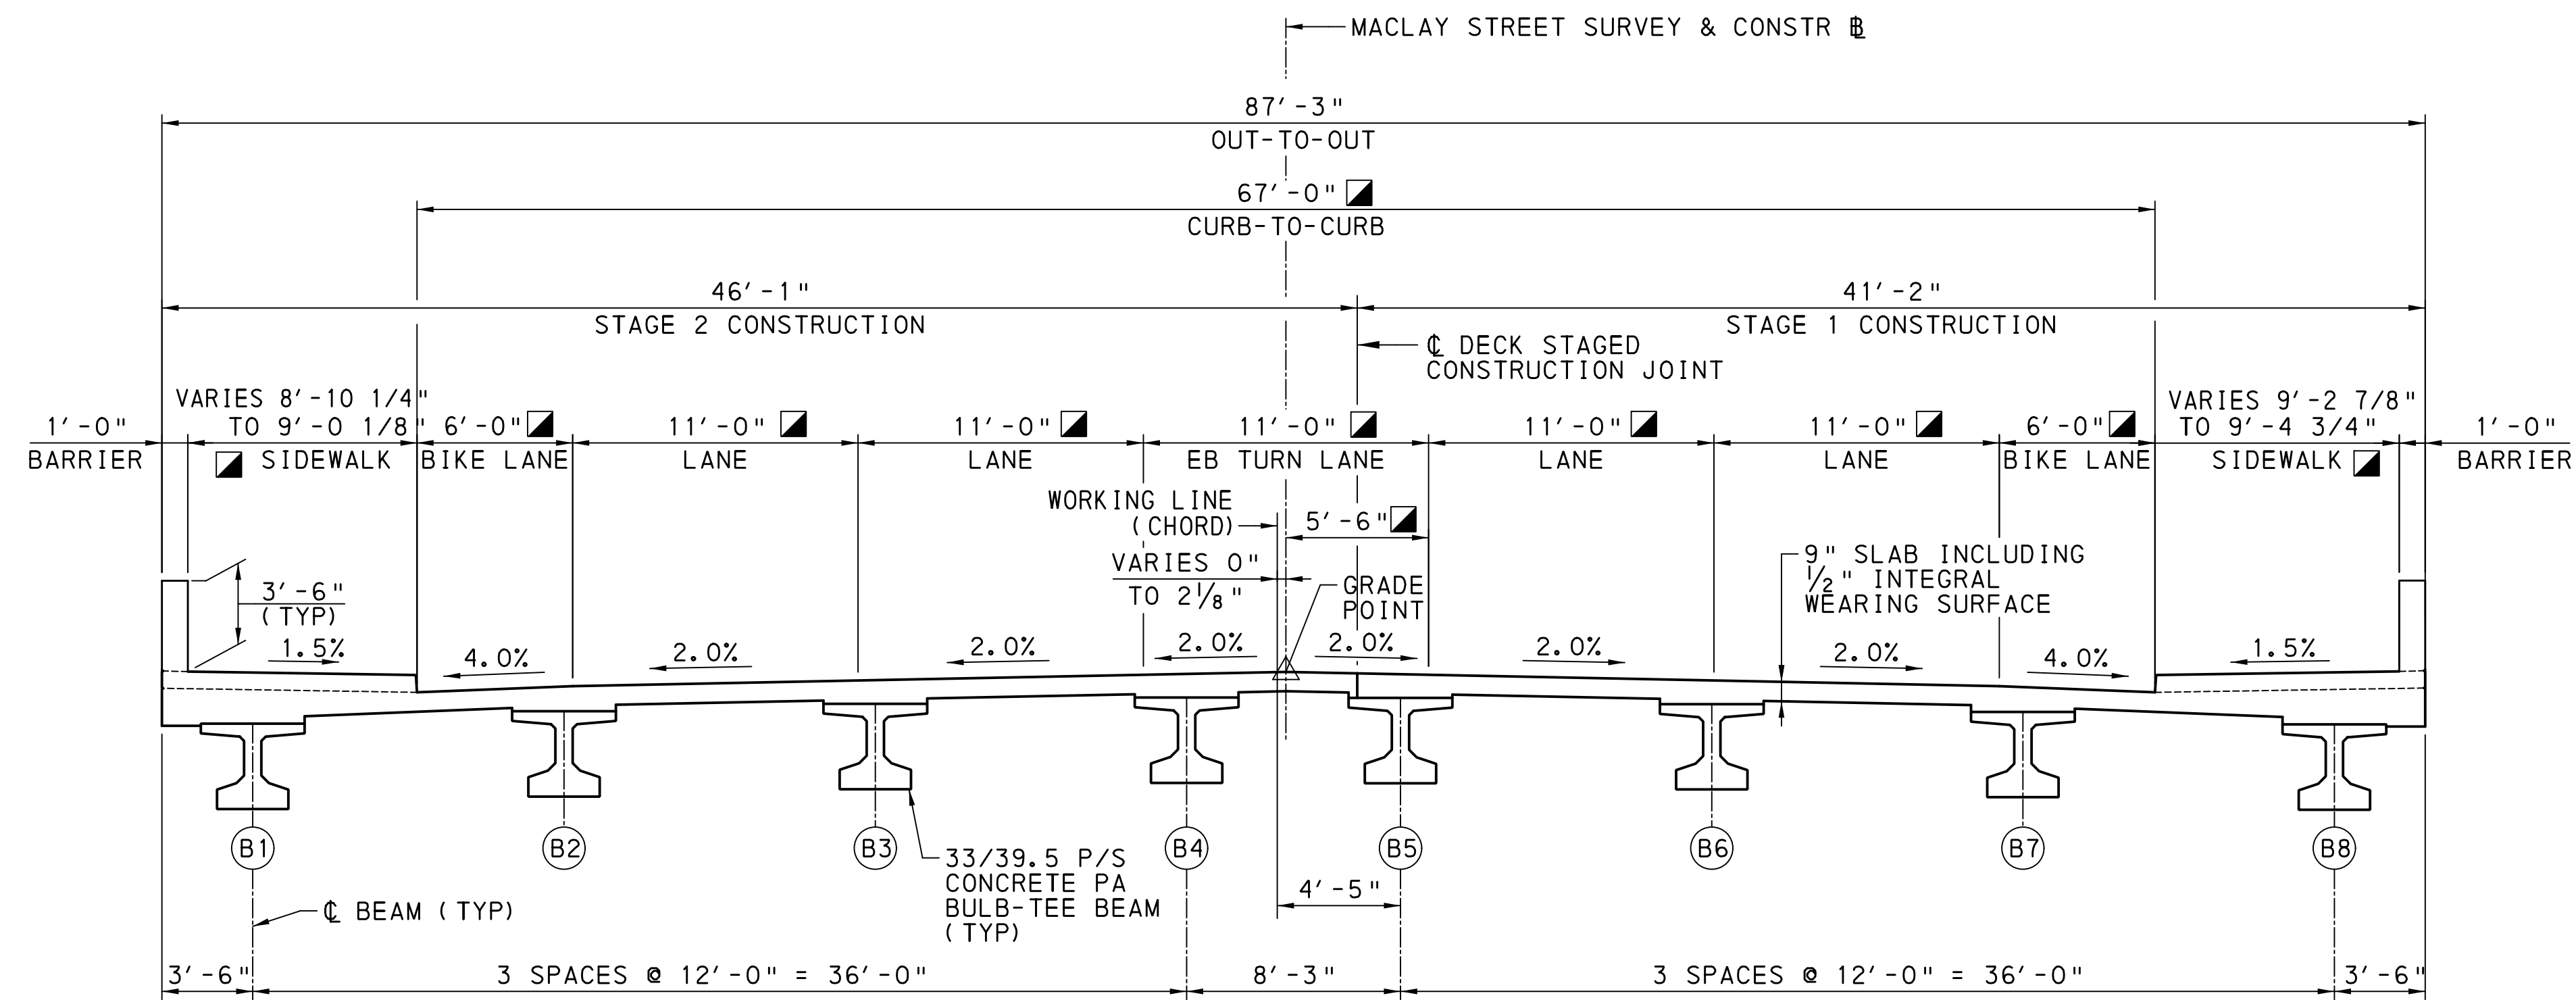 MACLAY STREET SURVEY & CONSTR ⅊
87'-3"
OUT-TO-OUT
67'-0"
CURB-TO-CURB
46'-1"
STAGE 2 CONSTRUCTION
41'-2"
STAGE 1 CONSTRUCTION
℄ DECK STAGED
CONSTRUCTION JOINT
1'-0"
BARRIER
VARIES 8'-10 1/4"
TO 9'-0 1/8"
SIDEWALK
6'-0"
BIKE LANE
11'-0"
LANE
11'-0"
LANE
11'-0"
EB TURN LANE
11'-0"
LANE
11'-0"
LANE
6'-0"
BIKE LANE
VARIES 9'-2 7/8"
TO 9'-4 3/4"
SIDEWALK
1'-0"
BARRIER
WORKING LINE
(CHORD)
5'-6"
VARIES 0"
TO 2⅛"
GRADE
POINT
9" SLAB INCLUDING
½" INTEGRAL
WEARING SURFACE
3'-6"
(TYP)
1.5%
4.0%
2.0%
2.0%
2.0%
2.0%
2.0%
2.0%
4.0%
1.5%
B1
B2
B3
B4
B5
B6
B7
B8
33/39.5 P/S
CONCRETE PA
BULB-TEE BEAM
(TYP)
4'-5"
℄ BEAM (TYP)
3'-6"
3 SPACES @ 12'-0" = 36'-0"
8'-3"
3 SPACES @ 12'-0" = 36'-0"
3'-6"